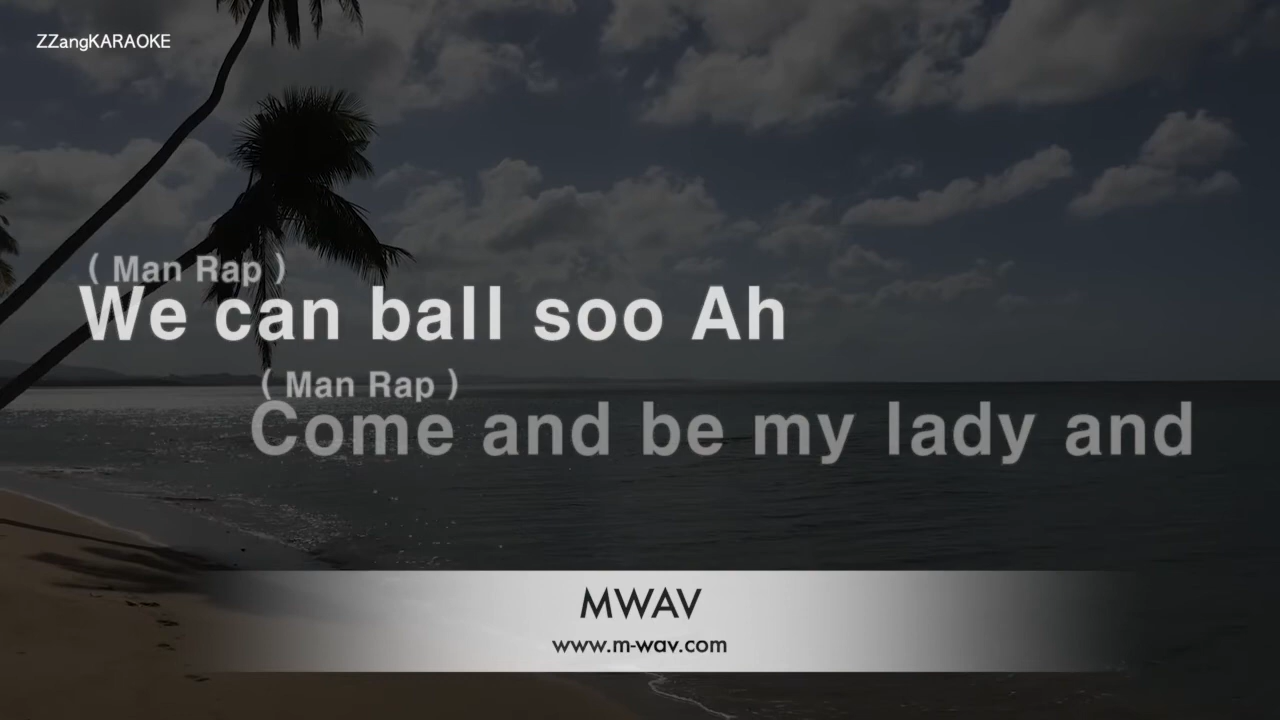 ZZangKARAOKE
( Man Rap )
We can ball soo Ah
( Man Rap )
Come and be my lady and
MWAV
www.m-wav.com